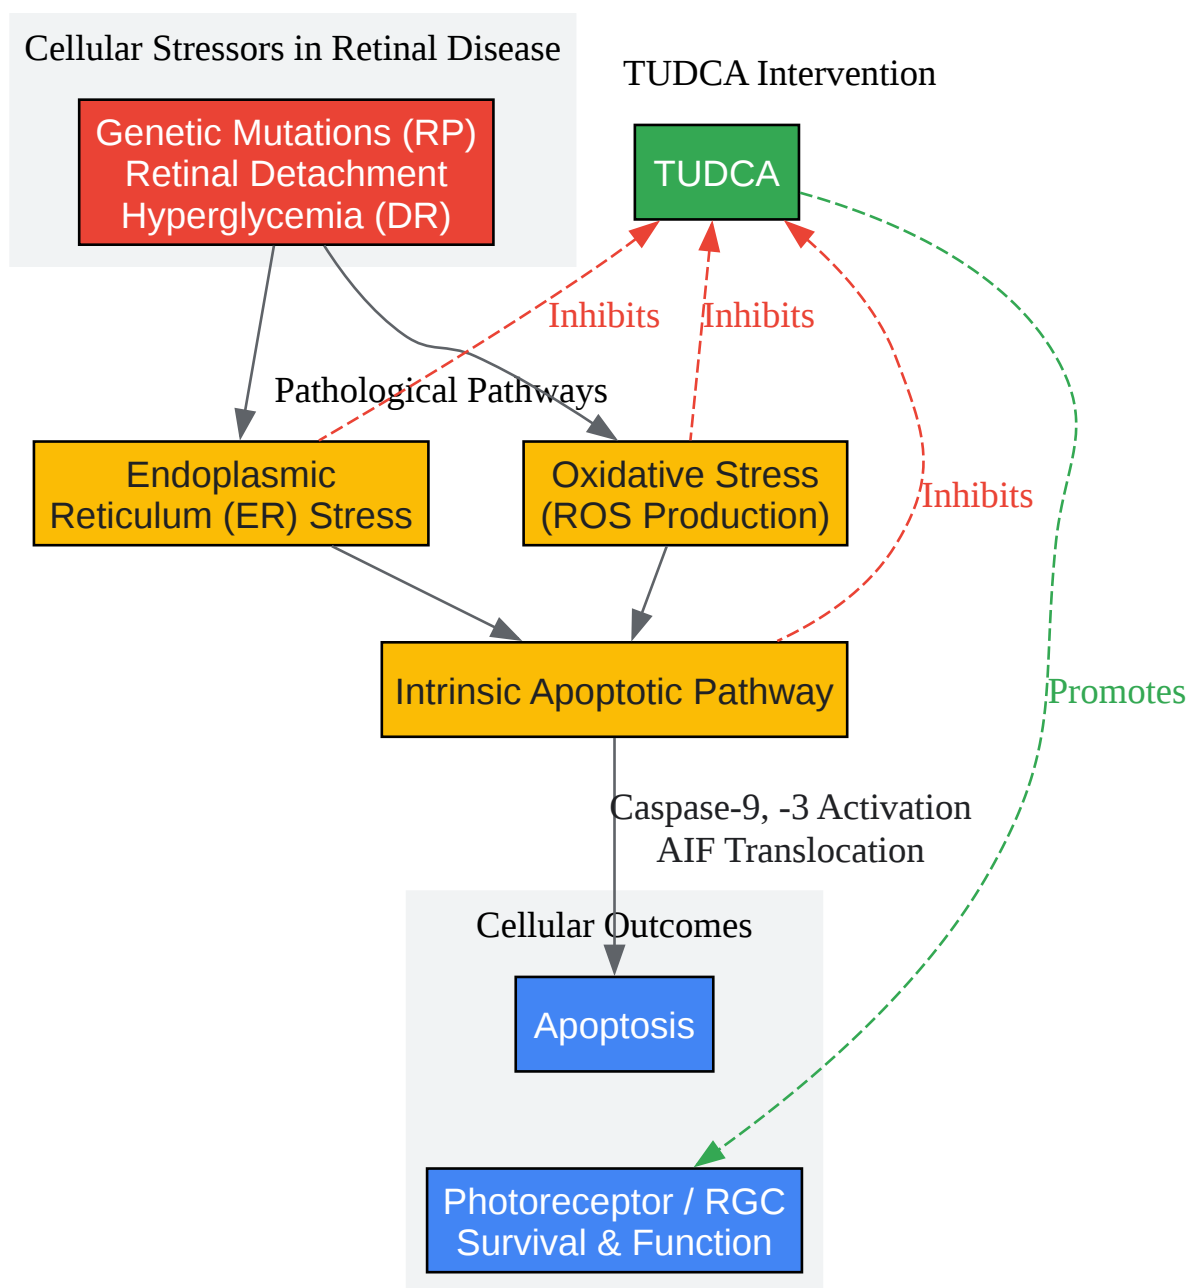 Cellular Stressors in Retinal Disease
TUDCA Intervention
Genetic Mutations (RP)
Retinal Detachment
Hyperglycemia (DR)
TUDCA
Inhibits
Inhibits
Pathological Pathways
Endoplasmic
Reticulum (ER) Stress
Oxidative Stress
(ROS Production)
Inhibits
Intrinsic Apoptotic Pathway
Promotes
Caspase-9, -3 Activation
AIF Translocation
Cellular Outcomes
Apoptosis
Photoreceptor / RGC
Survival & Function